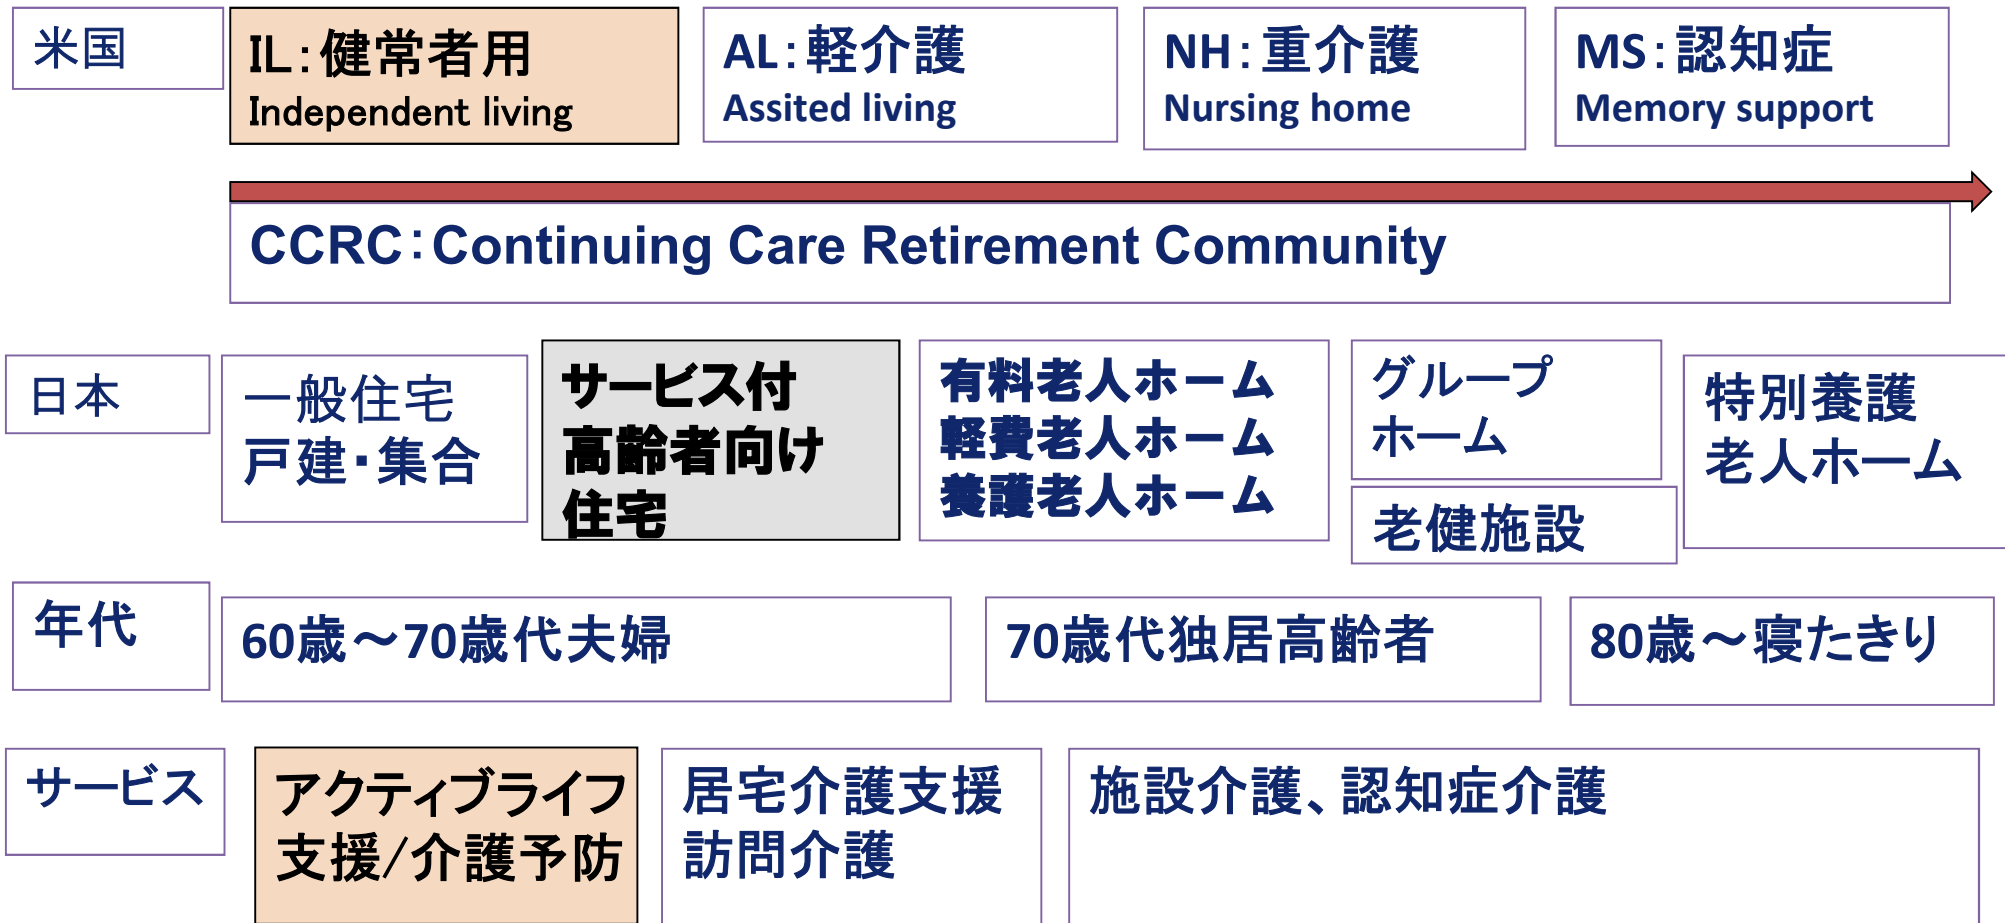 米国
IL:健常者用
Independent living
AL:軽介護
Assited living
NH:重介護
Nursing home
MS:認知症
Memory support
CCRC:Continuing Care Retirement Community
日本
一般住宅
戸建・集合
サービス付
高齢者向け
住宅
有料老人ホーム
軽費老人ホーム
養護老人ホーム
グループ
ホーム
老健施設
特別養護
老人ホーム
年代
60歳～70歳代夫婦
70歳代独居高齢者
80歳～寝たきり
サービス
アクティブライフ
支援/介護予防
居宅介護支援
訪問介護
施設介護、認知症介護